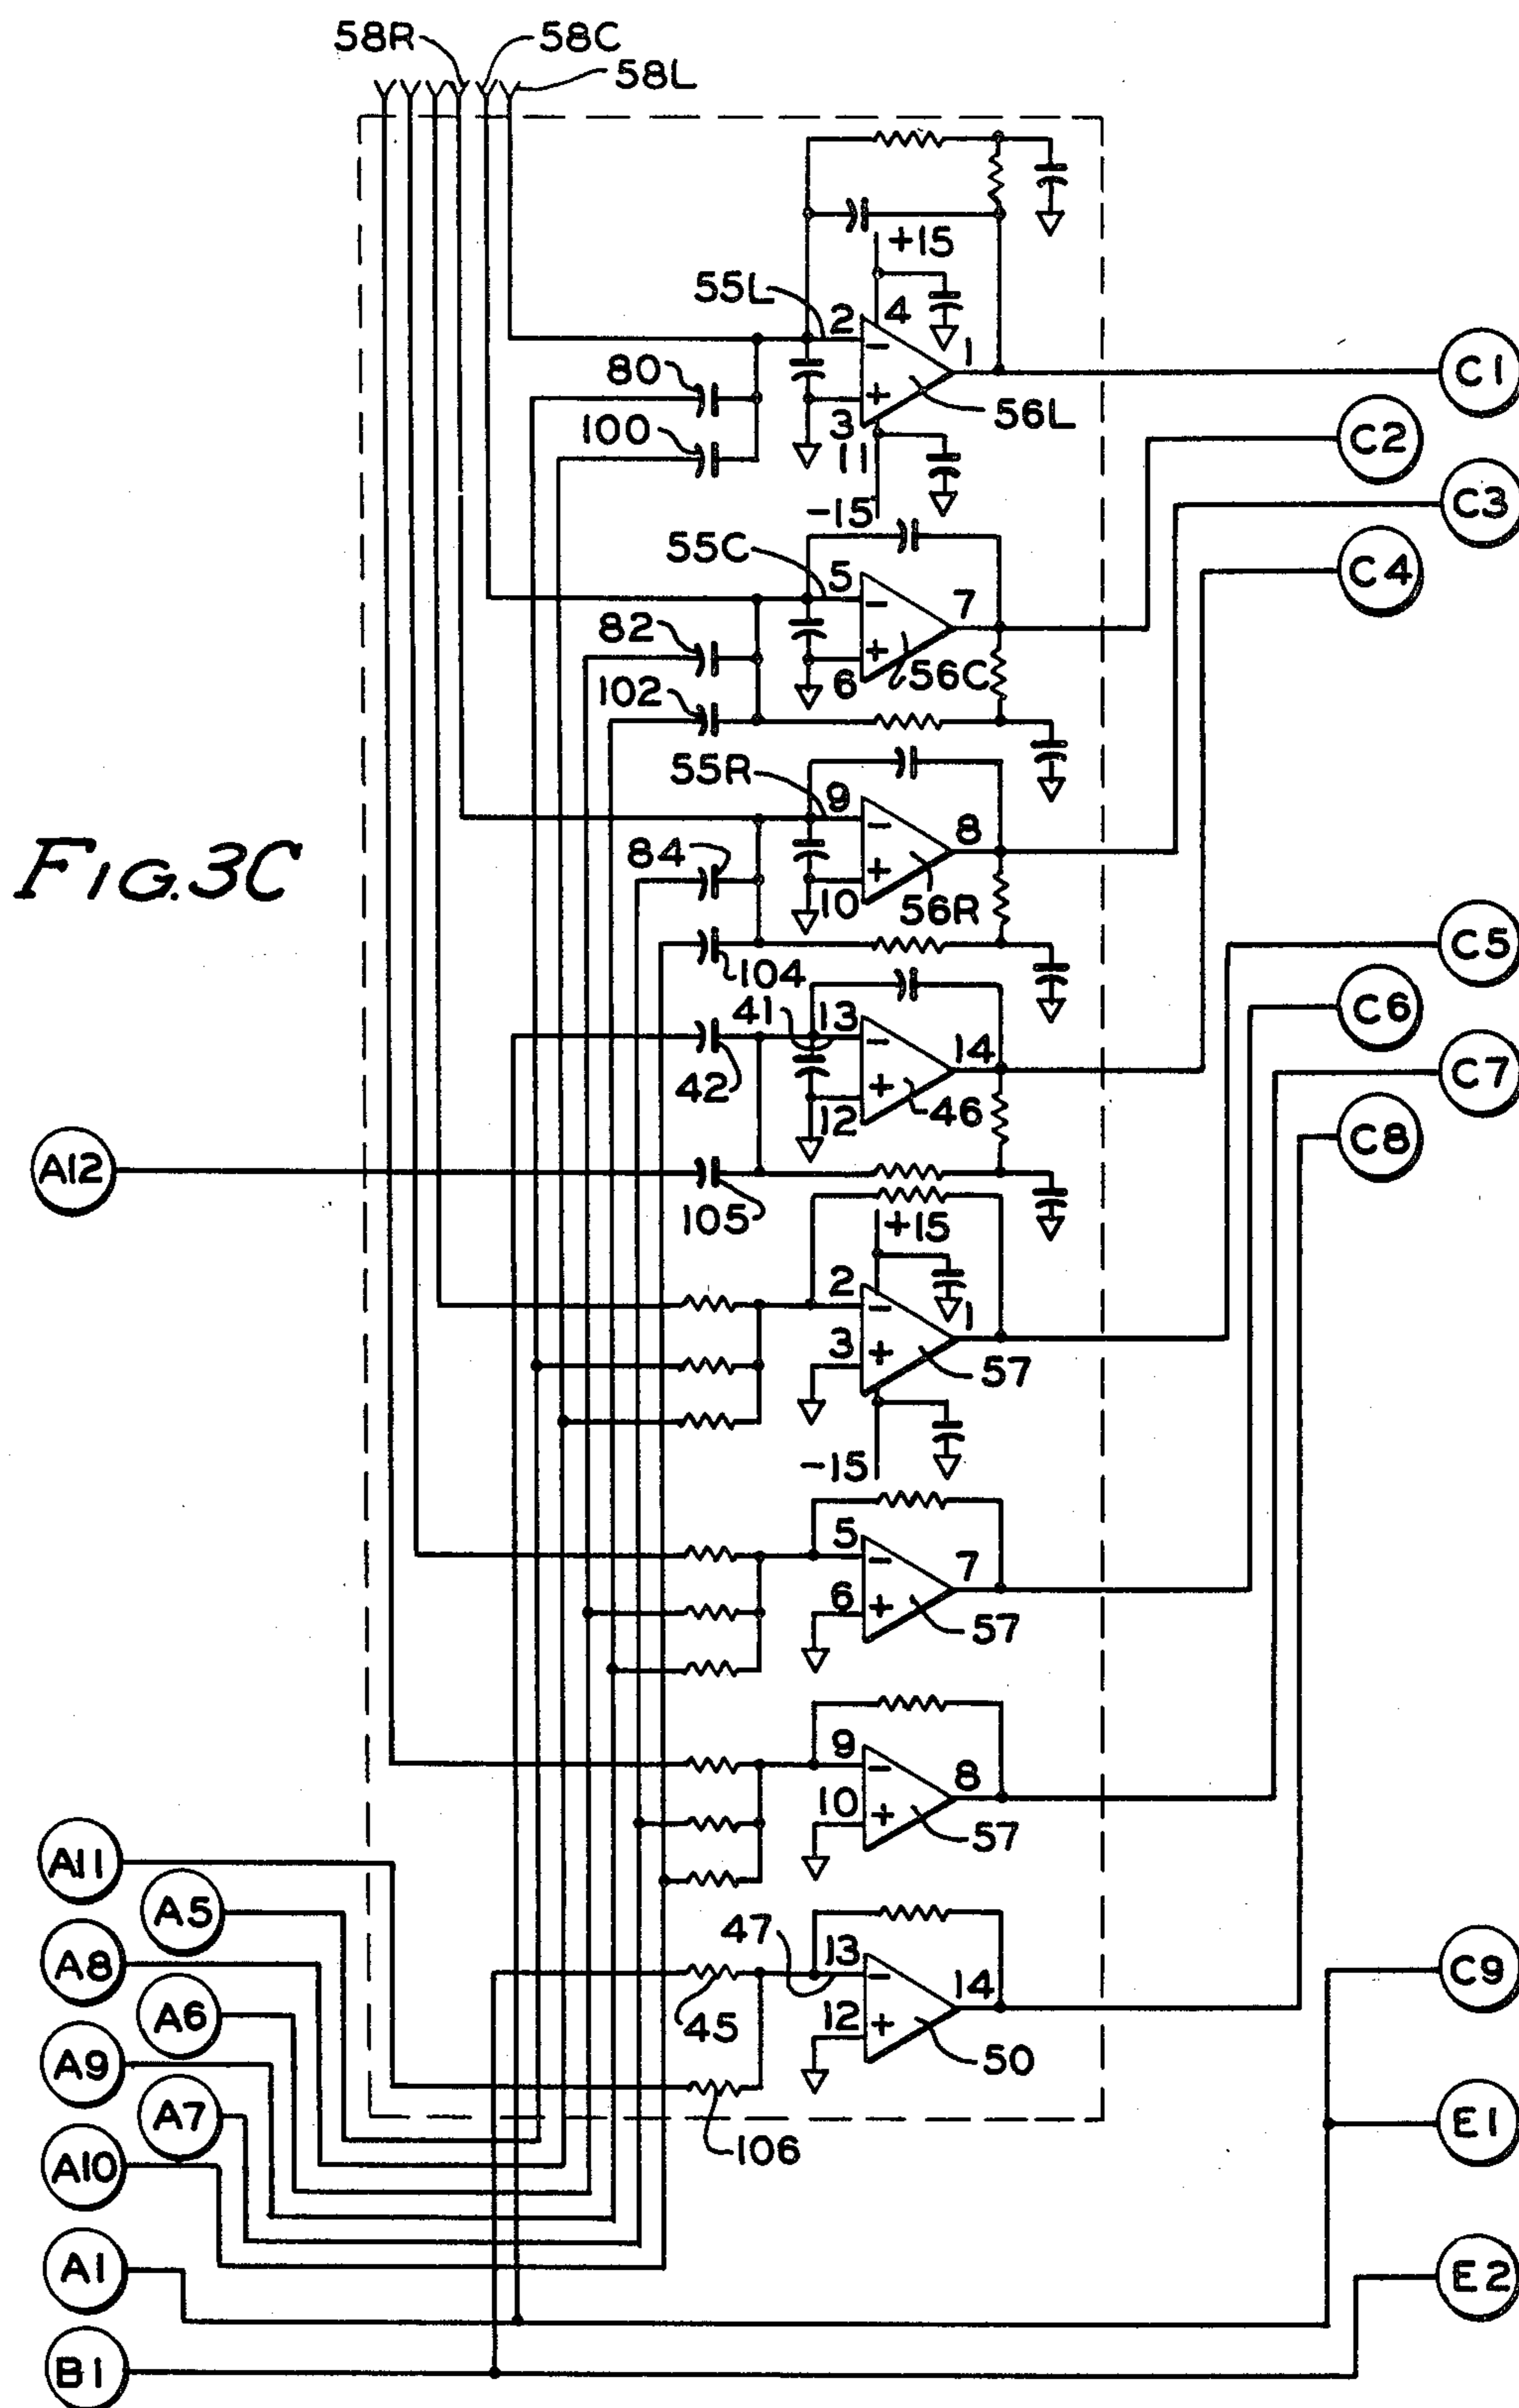 58R 58C
58L
+15
55L 2 4 1
80 C1
3 56L
100 11 C2
-15 C3
55C 5 7 C4
82
6 56C
102
55R 9 8
FIG. 3C
84
10 56R C5
104
41 13 14 C6
42 12 46 C7
C8
A12
105 +15
2 1
3 57
-15
5 7
6 57
9 8
10 57
A11
A5 47 13 14
A8 C9
A6 45 12 50
A9
A7 106 E1
A10
A1 E2
B1